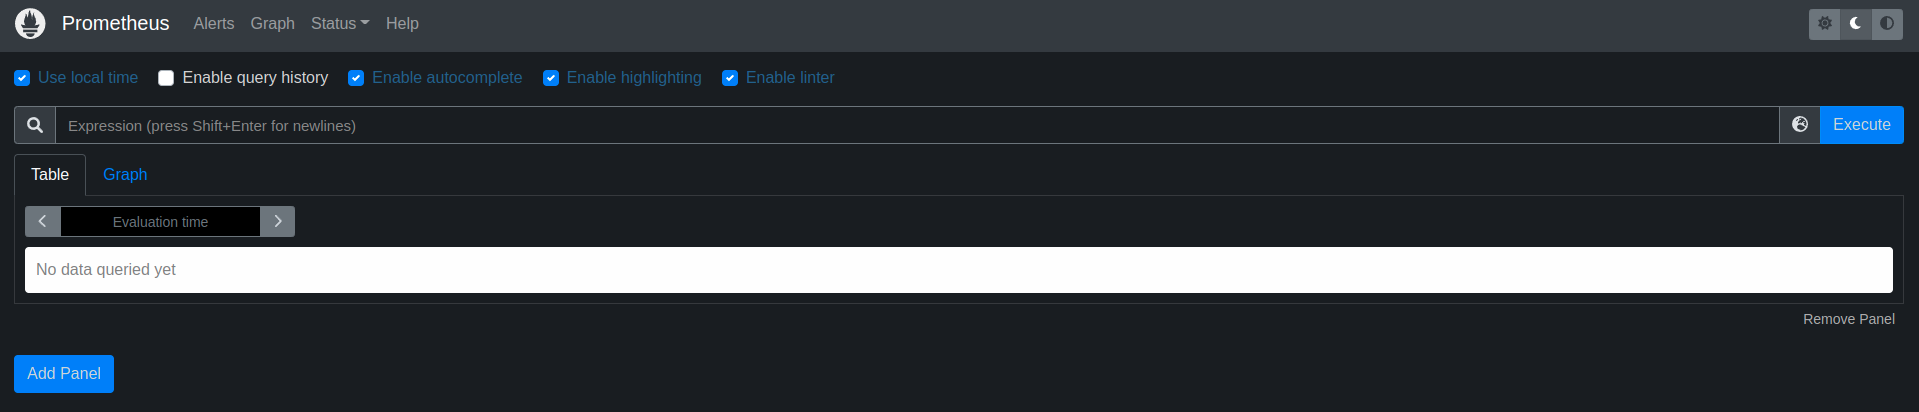 Prometheus Alerts Graph Status Help
Use local time Enable query history Enable autocomplete Enable highlighting Enable linter
Expression (press Shift+Enter for newlines) Execute
Table Graph
Evaluation time
No data queried yet
Remove Panel
Add Panel